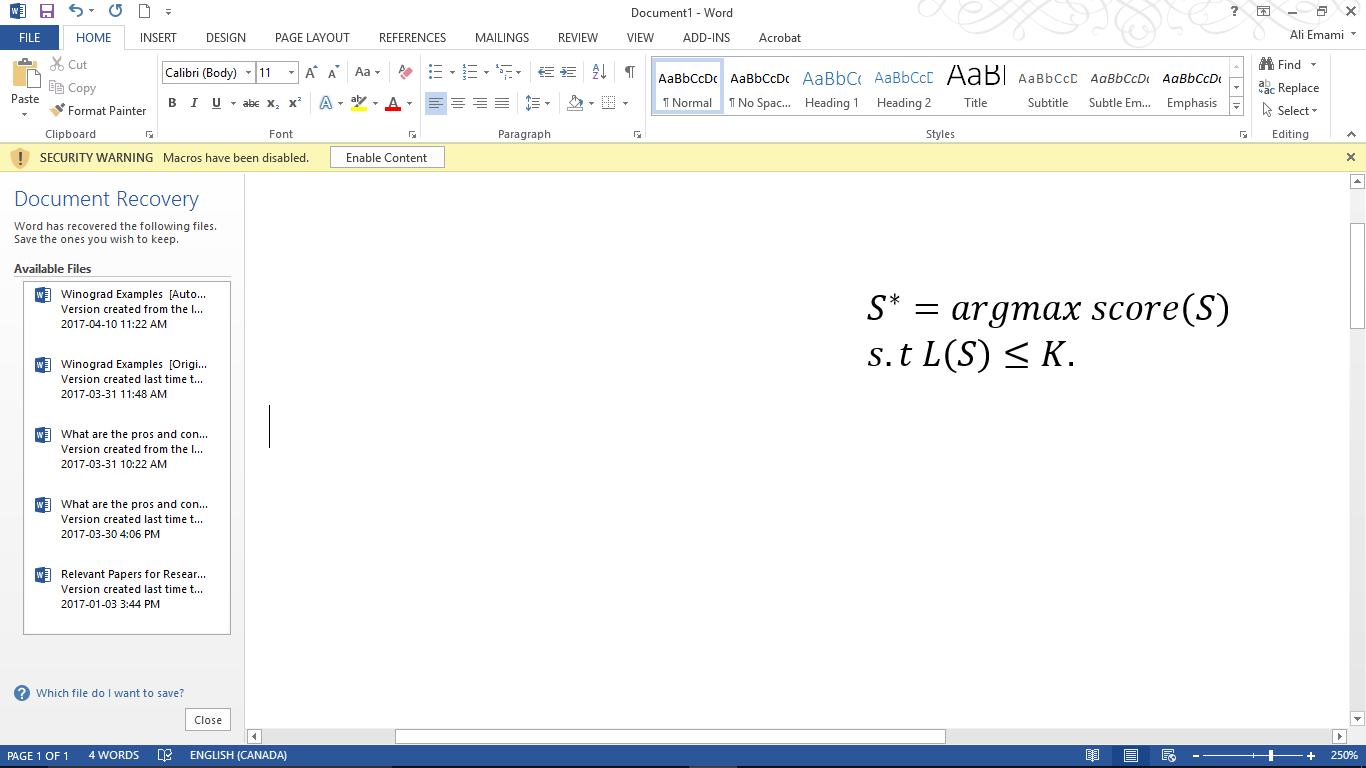 Document1 - Word
?
FILE HOME INSERT DESIGN PAGE LAYOUT REFERENCES MAILINGS REVIEW VIEW ADD-INS Acrobat
Ali Emami
Paste
Cut
Copy
Format Painter
Clipboard
Calibri (Body) 11
Aa
B I U abc x₂ x²
Font
Paragraph
AaBbCcDc
¶ Normal
AaBbCcDc
¶ No Spac...
AaBbCc
Heading 1
AaBbCcD
Heading 2
AaBb
Title
AaBbCcD
Subtitle
AaBbCcDc
Subtle Em...
AaBbCcDc
Emphasis
Styles
Find
Replace
Select
Editing
SECURITY WARNING Macros have been disabled. Enable Content
Document Recovery
Word has recovered the following files.
Save the ones you wish to keep.
Available Files
Winograd Examples [Auto...
Version created from the l...
2017-04-10 11:22 AM
Winograd Examples [Origi...
Version created last time t...
2017-03-31 11:48 AM
What are the pros and con...
Version created from the l...
2017-03-31 10:22 AM
What are the pros and con...
Version created last time t...
2017-03-30 4:06 PM
Relevant Papers for Resear...
Version created last time t...
2017-01-03 3:44 PM
Which file do I want to save?
Close
S* = argmax score(S)
s.t L(S) ≤ K.
PAGE 1 OF 1 4 WORDS ENGLISH (CANADA)
250%